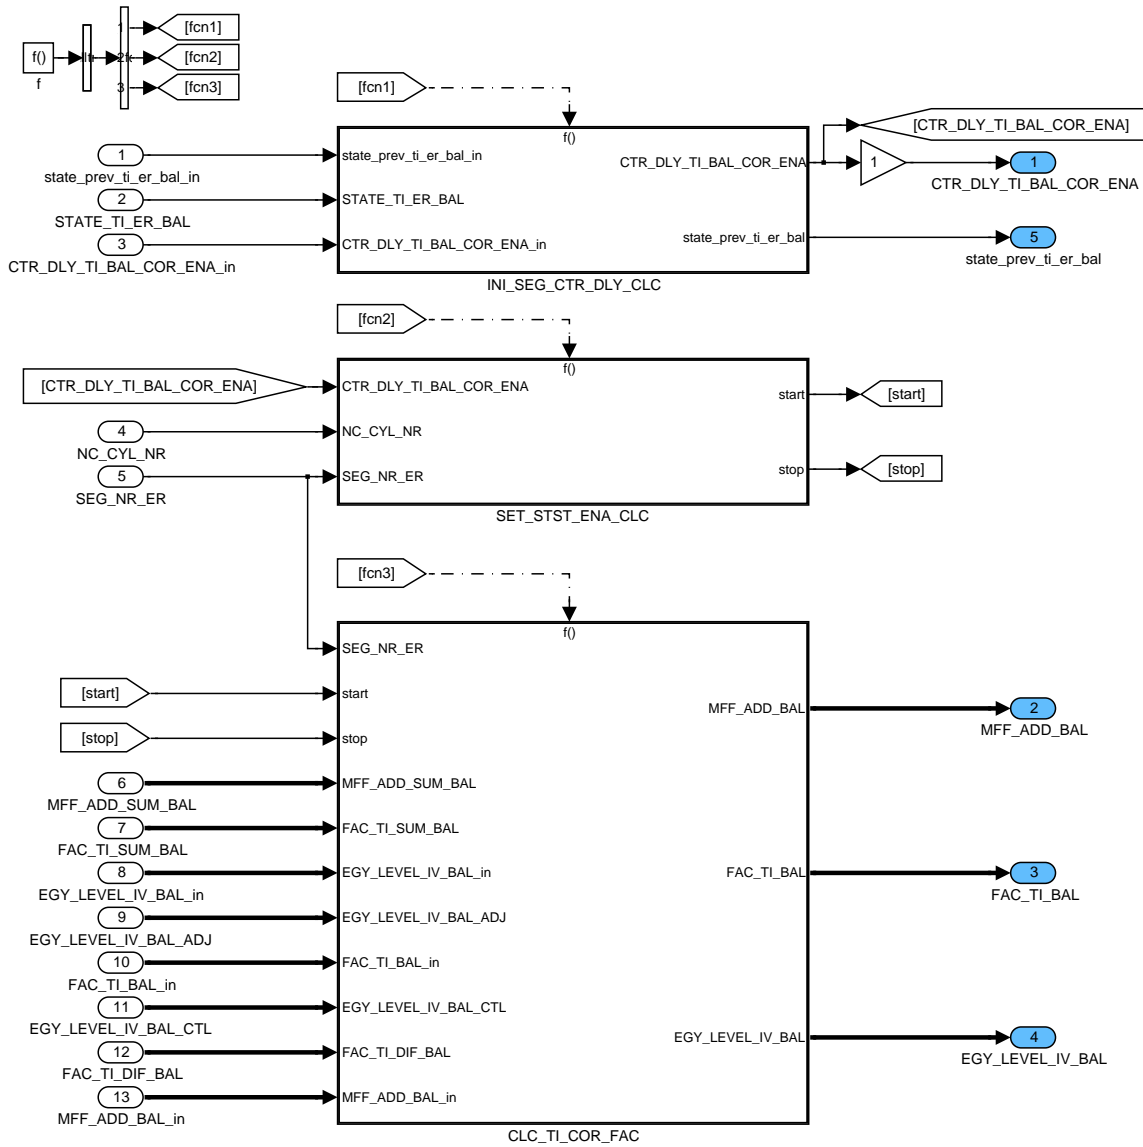 f()
f
1
2
3
[fcn1]
[fcn2]
[fcn3]
[fcn1]
f()
1
state_prev_ti_er_bal_in
2
STATE_TI_ER_BAL
3
CTR_DLY_TI_BAL_COR_ENA_in
state_prev_ti_er_bal_in
STATE_TI_ER_BAL
CTR_DLY_TI_BAL_COR_ENA_in
CTR_DLY_TI_BAL_COR_ENA
state_prev_ti_er_bal
INI_SEG_CTR_DLY_CLC
[CTR_DLY_TI_BAL_COR_ENA]
1
1
CTR_DLY_TI_BAL_COR_ENA
5
state_prev_ti_er_bal
[fcn2]
f()
[CTR_DLY_TI_BAL_COR_ENA]
4
NC_CYL_NR
5
SEG_NR_ER
CTR_DLY_TI_BAL_COR_ENA
NC_CYL_NR
SEG_NR_ER
start
stop
SET_STST_ENA_CLC
[start]
[stop]
[fcn3]
f()
[start]
[stop]
6
MFF_ADD_SUM_BAL
7
FAC_TI_SUM_BAL
8
EGY_LEVEL_IV_BAL_in
9
EGY_LEVEL_IV_BAL_ADJ
10
FAC_TI_BAL_in
11
EGY_LEVEL_IV_BAL_CTL
12
FAC_TI_DIF_BAL
13
MFF_ADD_BAL_in
SEG_NR_ER
start
stop
MFF_ADD_SUM_BAL
FAC_TI_SUM_BAL
EGY_LEVEL_IV_BAL_in
EGY_LEVEL_IV_BAL_ADJ
FAC_TI_BAL_in
EGY_LEVEL_IV_BAL_CTL
FAC_TI_DIF_BAL
MFF_ADD_BAL_in
MFF_ADD_BAL
FAC_TI_BAL
EGY_LEVEL_IV_BAL
CLC_TI_COR_FAC
2
MFF_ADD_BAL
3
FAC_TI_BAL
4
EGY_LEVEL_IV_BAL